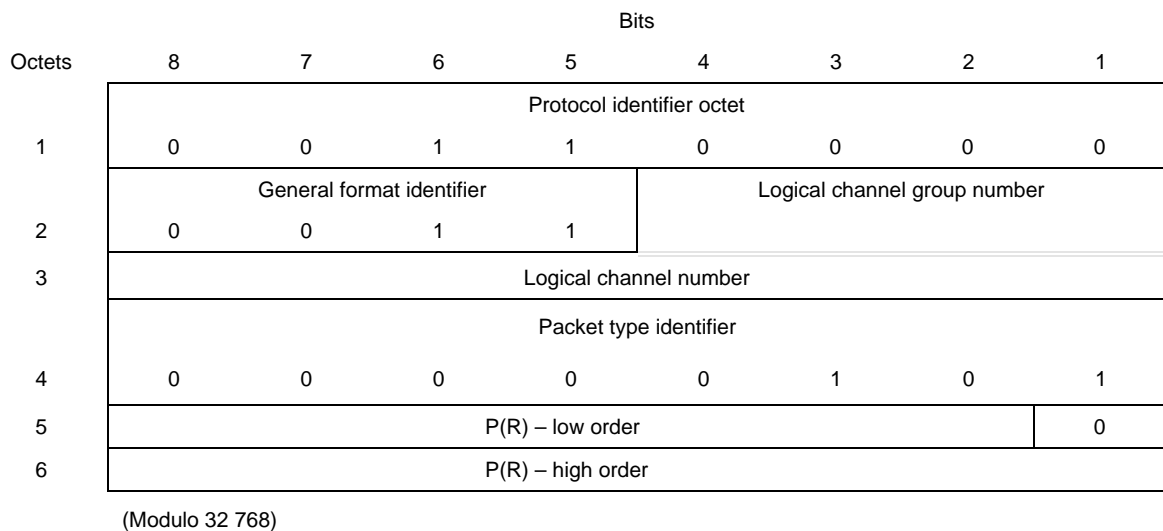 Bits
Octets 8 7 6 5 4 3 2 1
Protocol identifier octet
1 0 0 1 1 0 0 0 0
General format identifier Logical channel group number
2 0 0 1 1
3 Logical channel number
Packet type identifier
4 0 0 0 0 0 1 0 1
5 P(R) – low order 0
6 P(R) – high order
(Modulo 32 768)